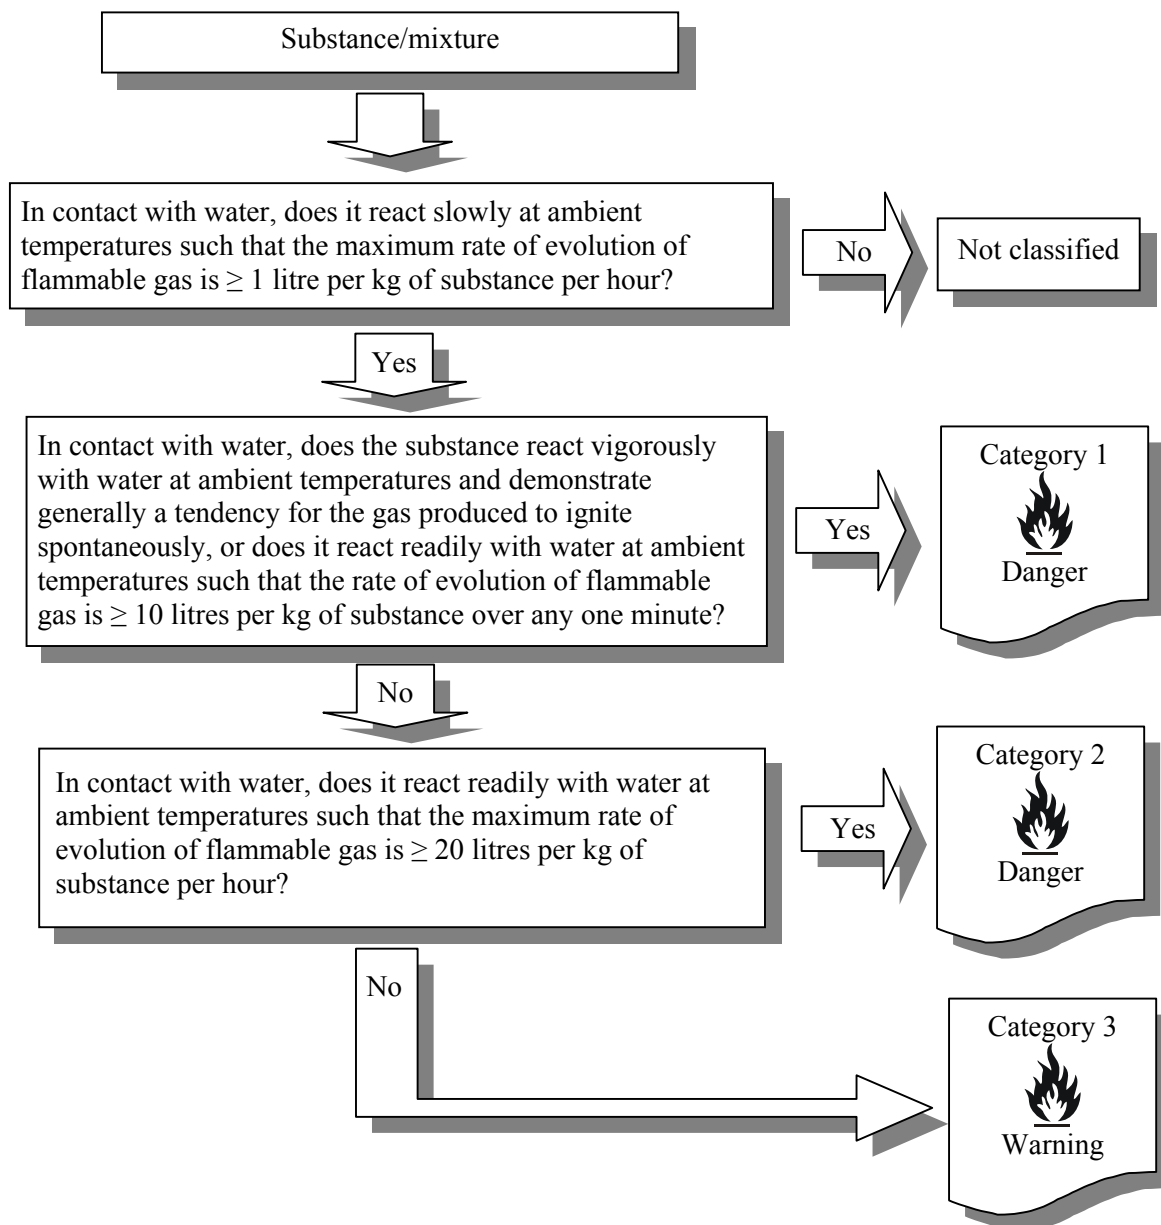 Substance/mixture
In contact with water, does it react slowly at ambient
temperatures such that the maximum rate of evolution of
flammable gas is ≥ 1 litre per kg of substance per hour?
No
Not classified
Yes
In contact with water, does the substance react vigorously
with water at ambient temperatures and demonstrate
generally a tendency for the gas produced to ignite
spontaneously, or does it react readily with water at ambient
temperatures such that the rate of evolution of flammable
gas is ≥ 10 litres per kg of substance over any one minute?
Yes
Category 1
Danger
No
In contact with water, does it react readily with water at
ambient temperatures such that the maximum rate of
evolution of flammable gas is ≥ 20 litres per kg of
substance per hour?
Yes
Category 2
Danger
No
Category 3
Warning